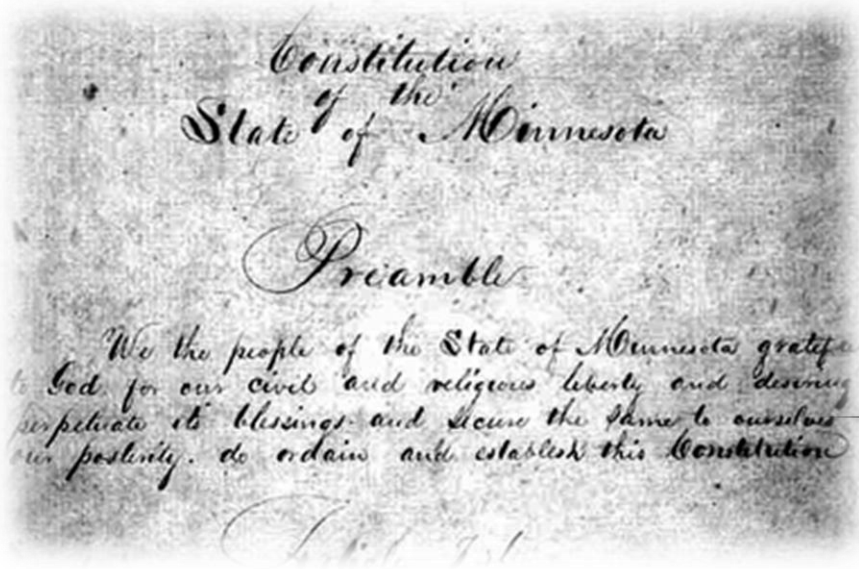 Constitution
of the
State of Minnesota
Preamble
We the people of the State of Minnesota
God, for our civil and religious liberty and desiring
perpetuate its blessings and secure the same to ourselves
our posterity. do ordain and establish this Constitution